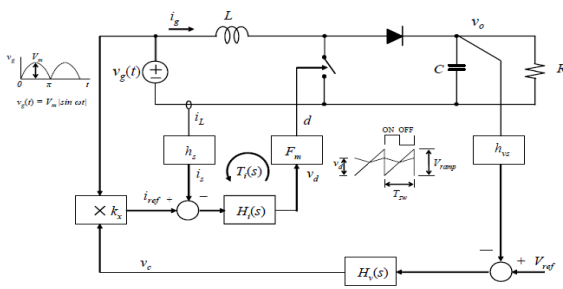 i_g
L
v_o
v_g
V_m
0
π
t
v_g(t) = V_m |sin ωt|
v_g(t)
C
R
i_L
d
h_s
F_m
ON OFF
v_d
V_ramp
T_sw
h_vs
i_s
T_i(s)
v_d
× k_x
i_ref
+
−
H_i(s)
v_c
H_v(s)
−
+ V_ref